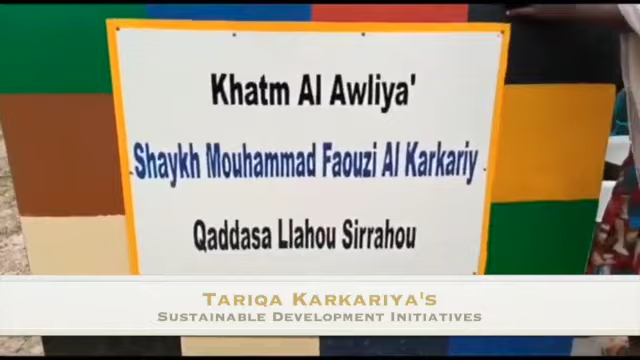 Khatm Al Awliya'
Shaykh Mouhammad Faouzi Al Karkariy
Qaddasa Llahou Sirrahou
Tariqa Karkariya's
Sustainable Development Initiatives